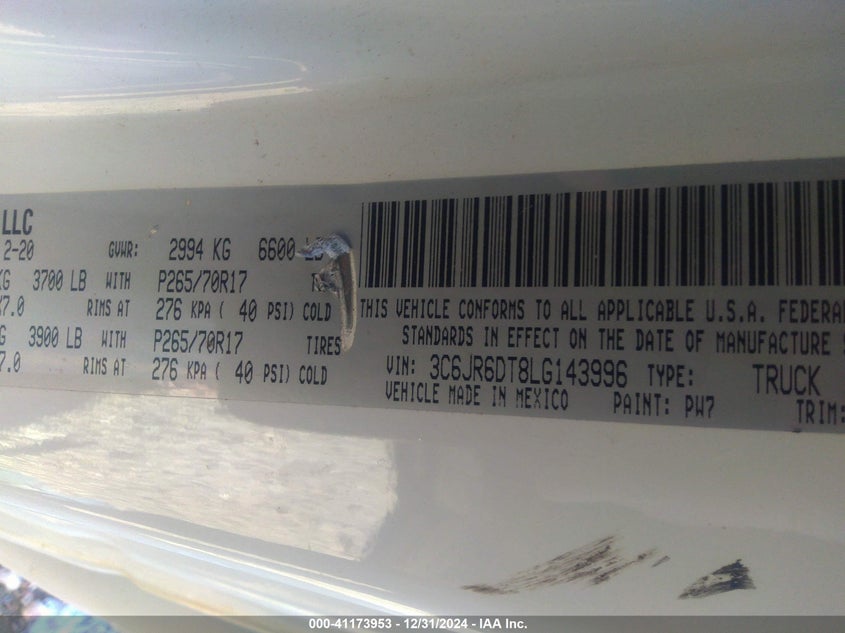 LLC
2-20 GVWR: 2994 KG 6600
KG 3700 LB WITH P265/70R17
7.0 RIMS AT 276 KPA ( 40 PSI) COLD
3900 LB WITH P265/70R17 TIRES
7.0 RIMS AT 276 KPA ( 40 PSI) COLD
THIS VEHICLE CONFORMS TO ALL APPLICABLE U.S.A. FEDERAL
STANDARDS IN EFFECT ON THE DATE OF MANUFACTURE
VIN: 3C6JR6DT8LG143996 TYPE: TRUCK
VEHICLE MADE IN MEXICO PAINT: PW7 TRIM:
000-41173953 - 12/31/2024 - IAA Inc.